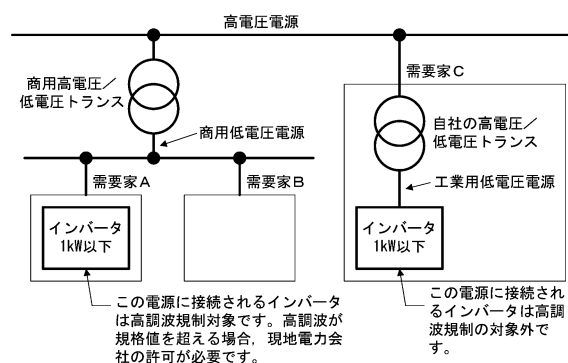 高電圧電源
商用高電圧／
低電圧トランス
商用低電圧電源
需要家A
需要家B
インバータ
1kW以下
この電源に接続されるインバータ
は高調波規制対象です。高調波が
規格値を超える場合，現地電力会
社の許可が必要です。
需要家C
自社の高電圧／
低電圧トランス
工業用低電圧電源
インバータ
1kW以下
この電源に接続され
るインバータは高調
波規制の対象外で
す。